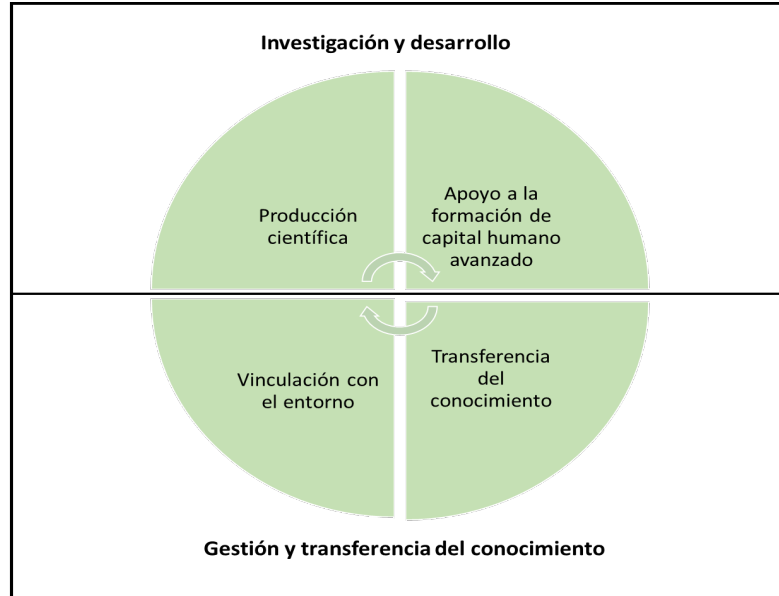 Investigación y desarrollo
Producción
científica
Apoyo a la
formación de
capital humano
avanzado
Vinculación con
el entorno
Transferencia
del
conocimiento
Gestión y transferencia del conocimiento